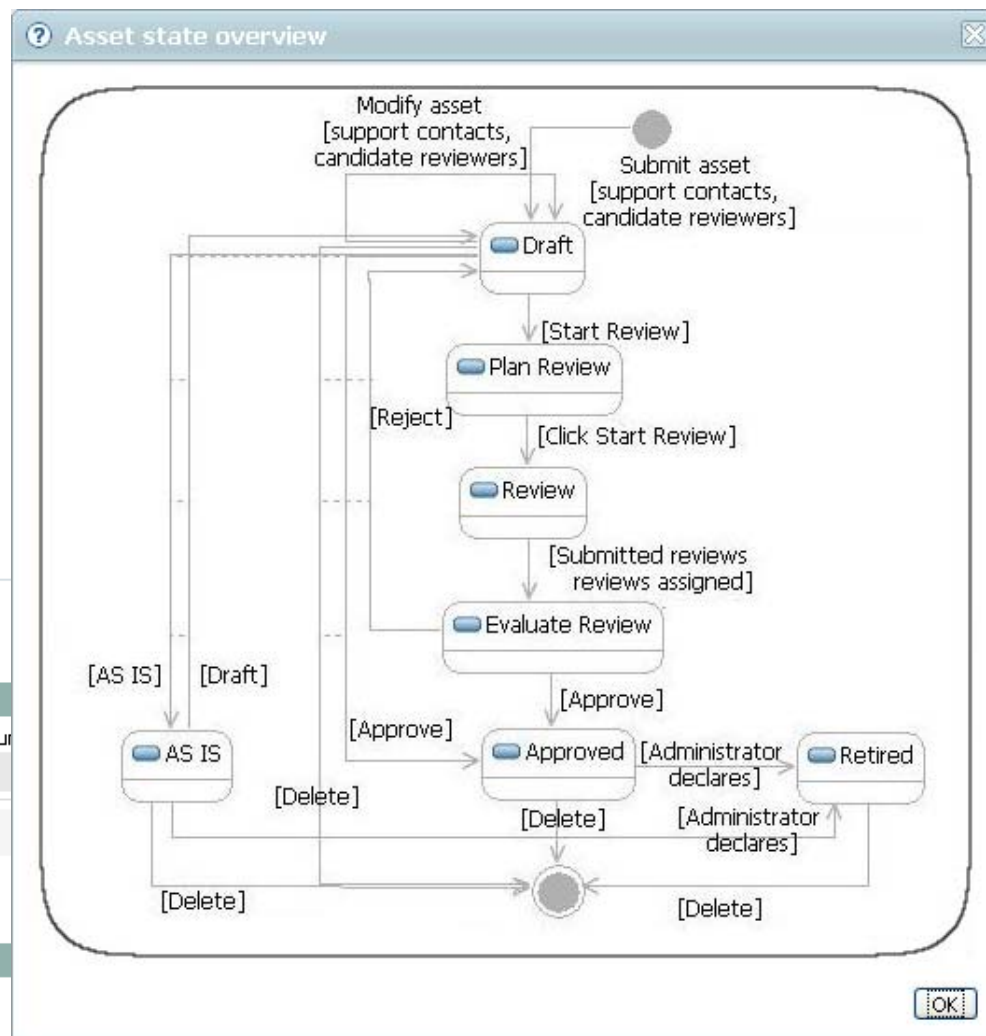 Asset state overview
Modify asset
[support contacts,
candidate reviewers]
Submit asset
[support contacts,
candidate reviewers]
Draft
[Start Review]
Plan Review
[Reject]
[Click Start Review]
Review
[Submitted reviews
reviews assigned]
Evaluate Review
[AS IS]
[Draft]
[Approve]
[Approve]
AS IS
Approved
[Administrator
declares]
Retired
[Delete]
[Delete]
[Administrator
declares]
[Delete]
[Delete]
OK